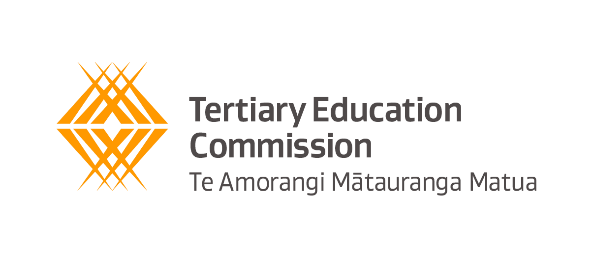 Tertiary Education
Commission
Te Amorangi Mātauranga Matua